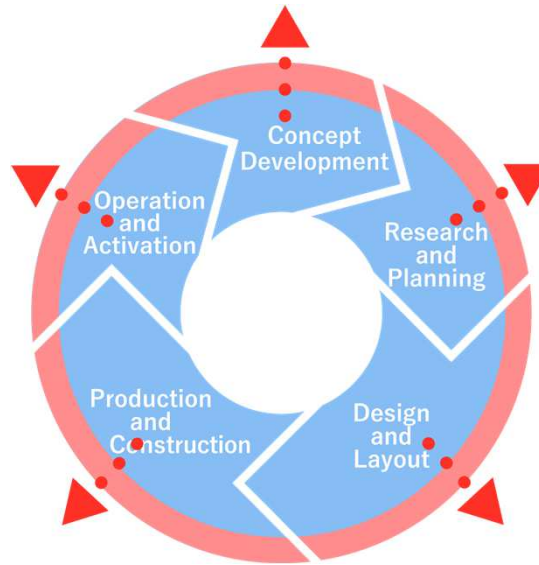 Concept
Development
Research
and
Planning
Design
and
Layout
Production
and
Construction
Operation
and
Activation